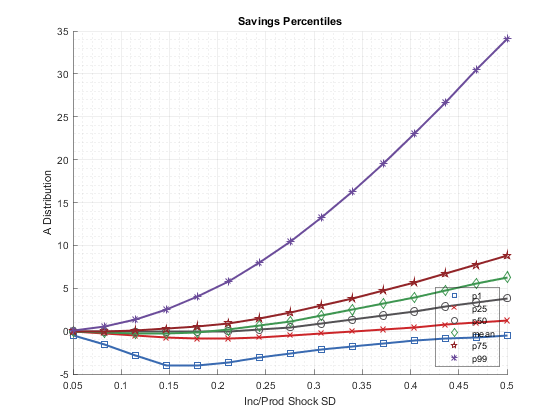 Savings Percentiles
35
30
25
20
15
10
5
0
-5
A Distribution
0.05
0.1
0.15
0.2
0.25
0.3
0.35
0.4
0.45
0.5
Inc/Prod Shock SD
p1
p25
p50
mean
p75
p99